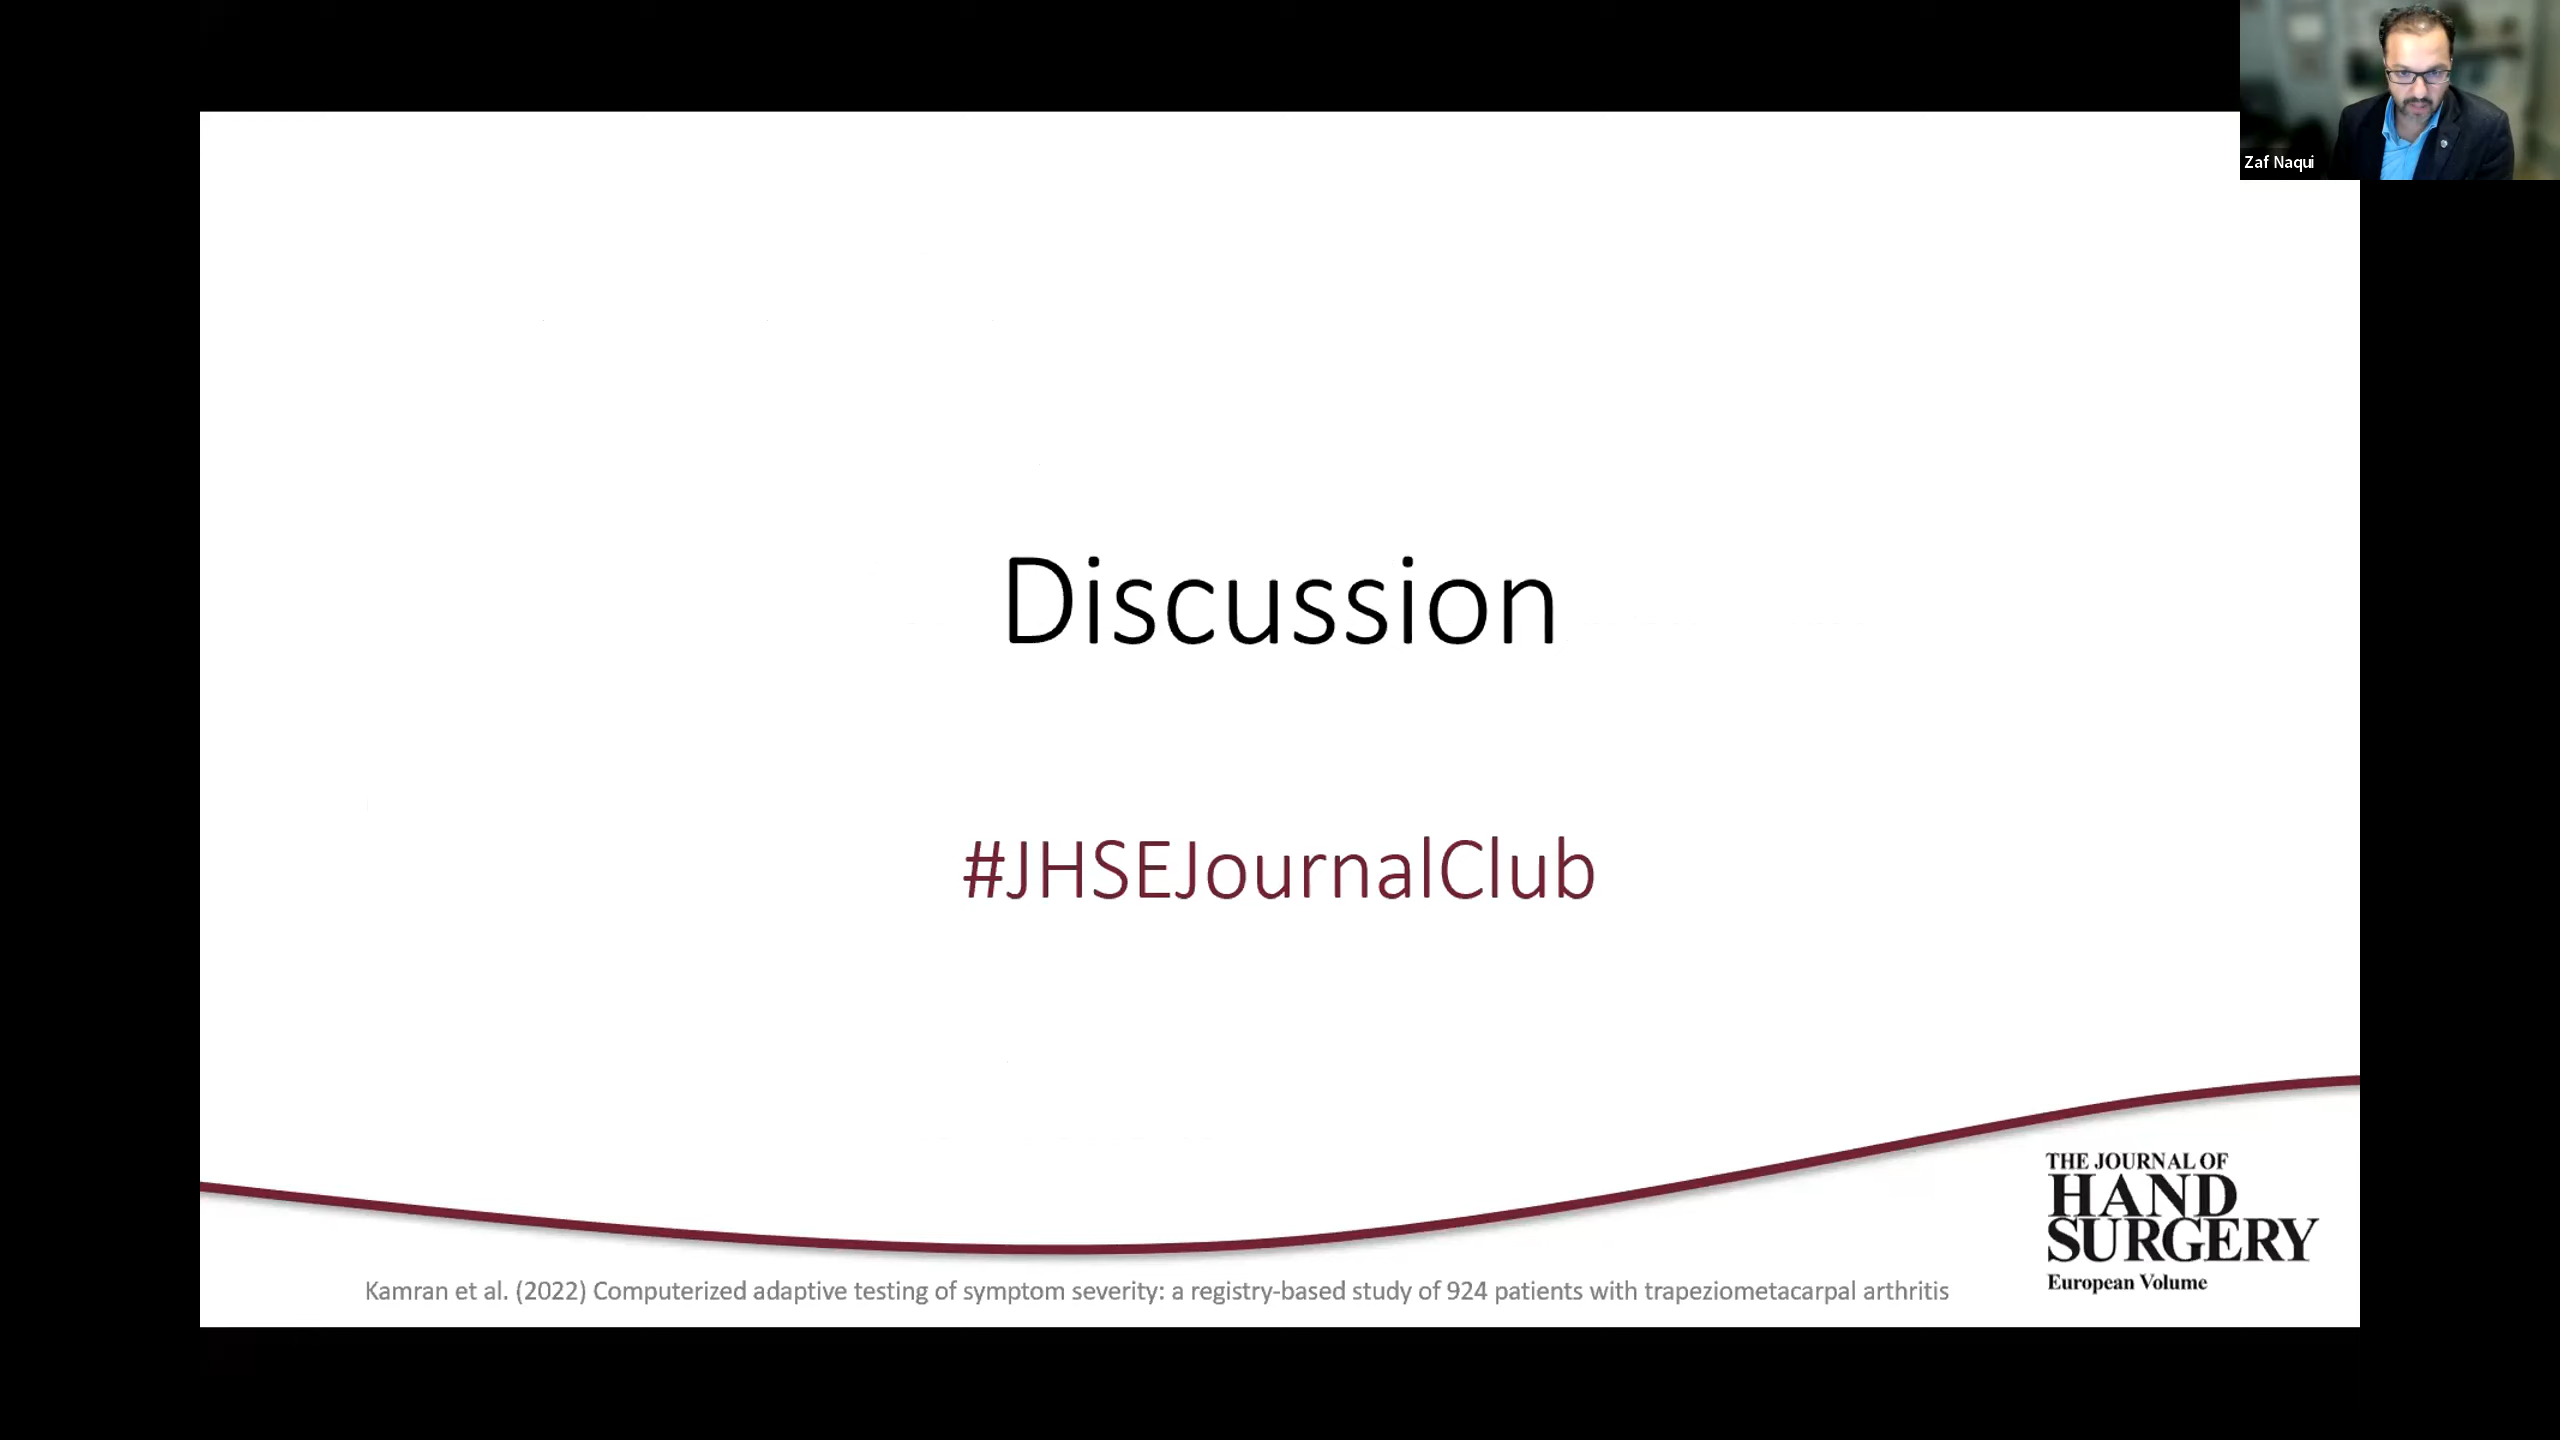 Zaf Naqui
Discussion
#JHSEJournalClub
THE JOURNAL OF
HAND
SURGERY
European Volume
Kamran et al. (2022) Computerized adaptive testing of symptom severity: a registry-based study of 924 patients with trapeziometacarpal arthritis